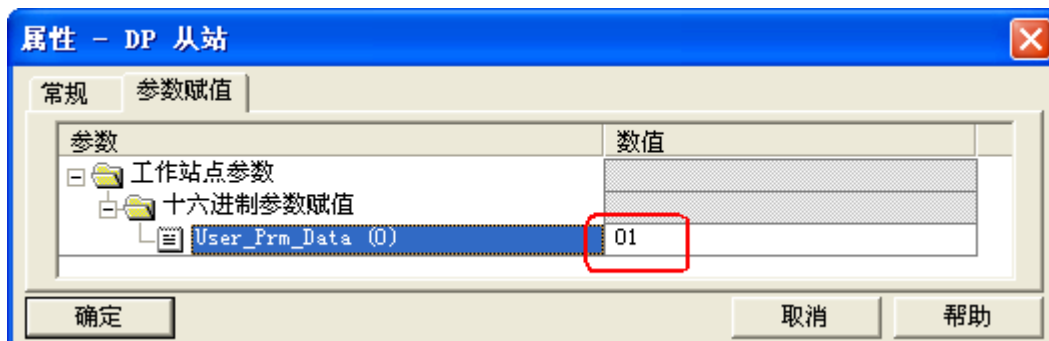 属性 - DP 从站
常规 参数赋值
参数 数值
工作站点参数
十六进制参数赋值
User_Prm_Data (0) 01
确定 取消 帮助